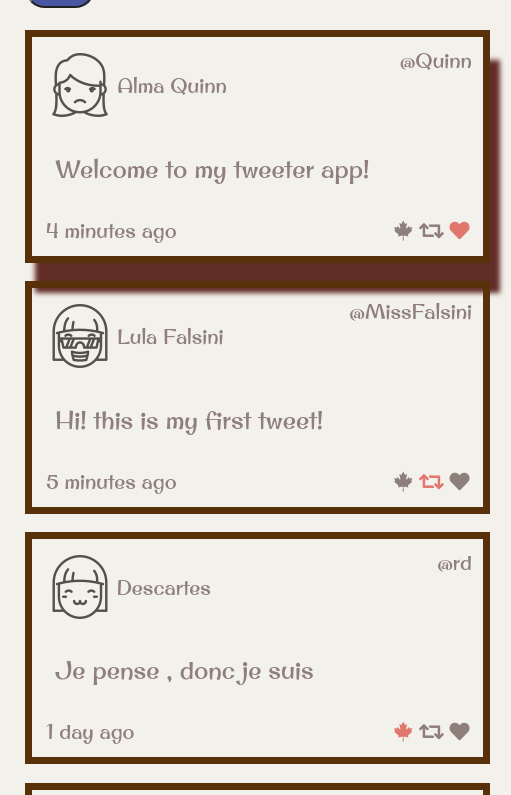 Alma Quinn
@Quinn
Welcome to my tweeter app!
4 minutes ago
Lula Falsini
@MissFalsini
Hi! this is my first tweet!
5 minutes ago
Descartes
@rd
Je pense , donc je suis
1 day ago